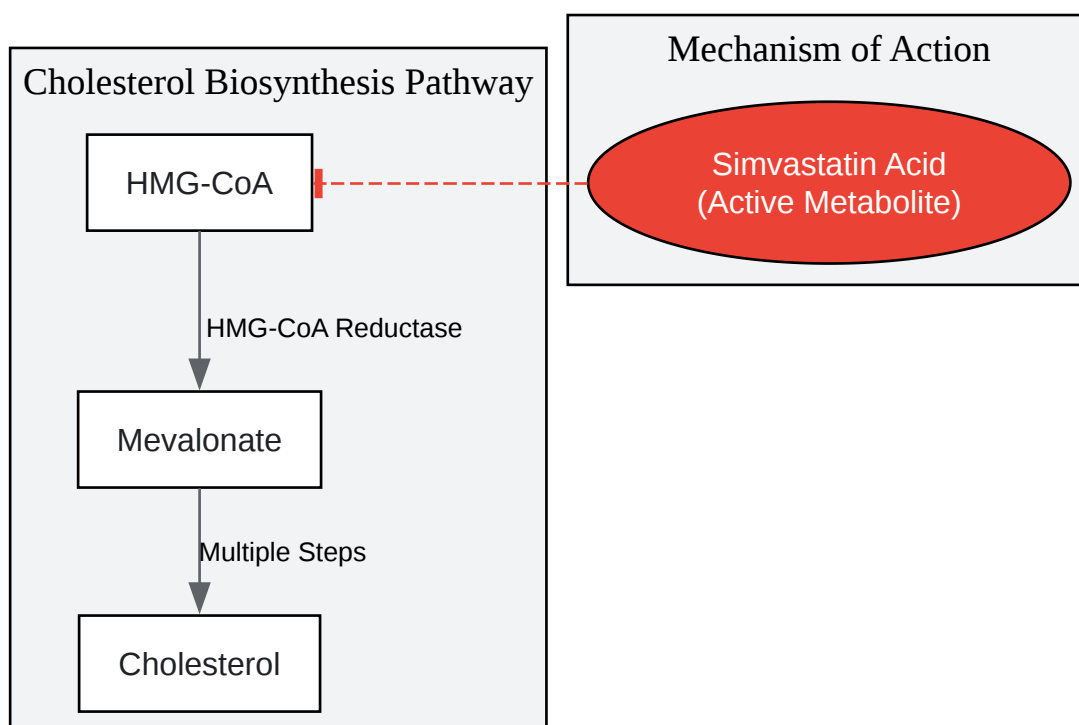 Cholesterol Biosynthesis Pathway
HMG-CoA
HMG-CoA Reductase
Mevalonate
Multiple Steps
Cholesterol
Mechanism of Action
Simvastatin Acid
(Active Metabolite)